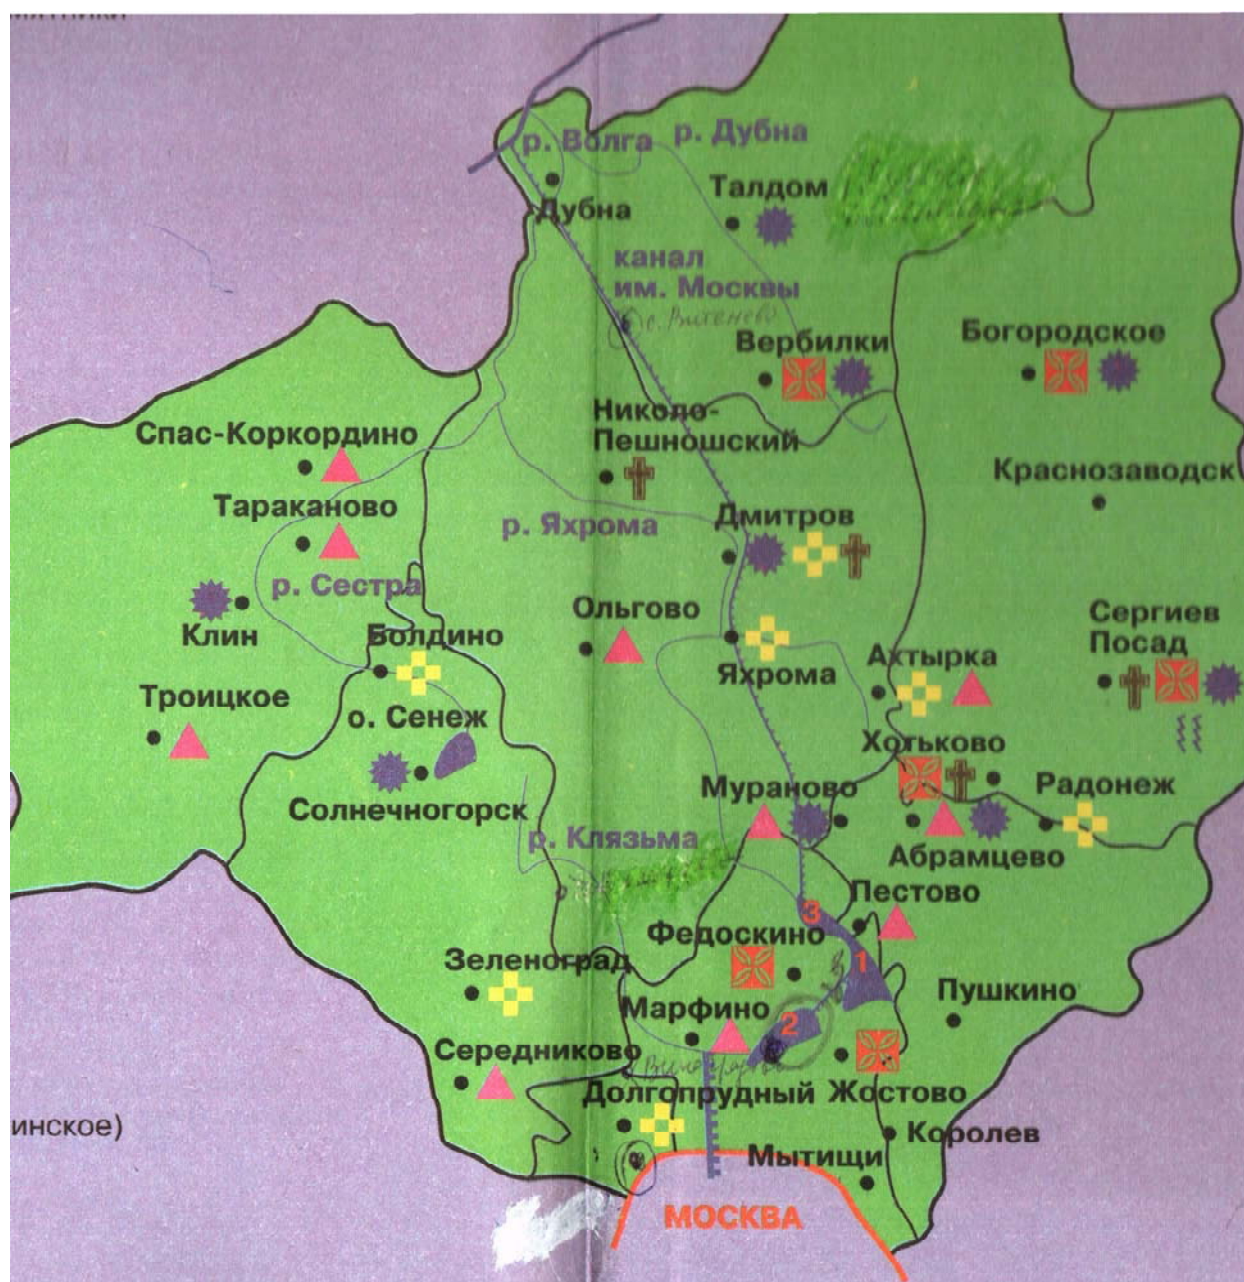 р. Волга
р. Дубна
Дубна
Талдом
канал
им. Москвы
Вербилки
Богородское
Николо-
Пешношский
Спас-Коркордино
Краснозаводск
Тараканово
Дмитров
р. Яхрома
р. Сестра
Клин
Ольгово
Сергиев
Посад
Болдино
Яхрома
Ахтырка
Троицкое
о. Сенеж
Хотьково
Солнечногорск
Мураново
Радонеж
р. Клязьма
Абрамцево
Пестово
3
Федоскино
1
Зеленоград
Пушкино
Марфино
2
Середниково
Долгопрудный
Жостово
инское)
Королев
Мытищи
МОСКВА